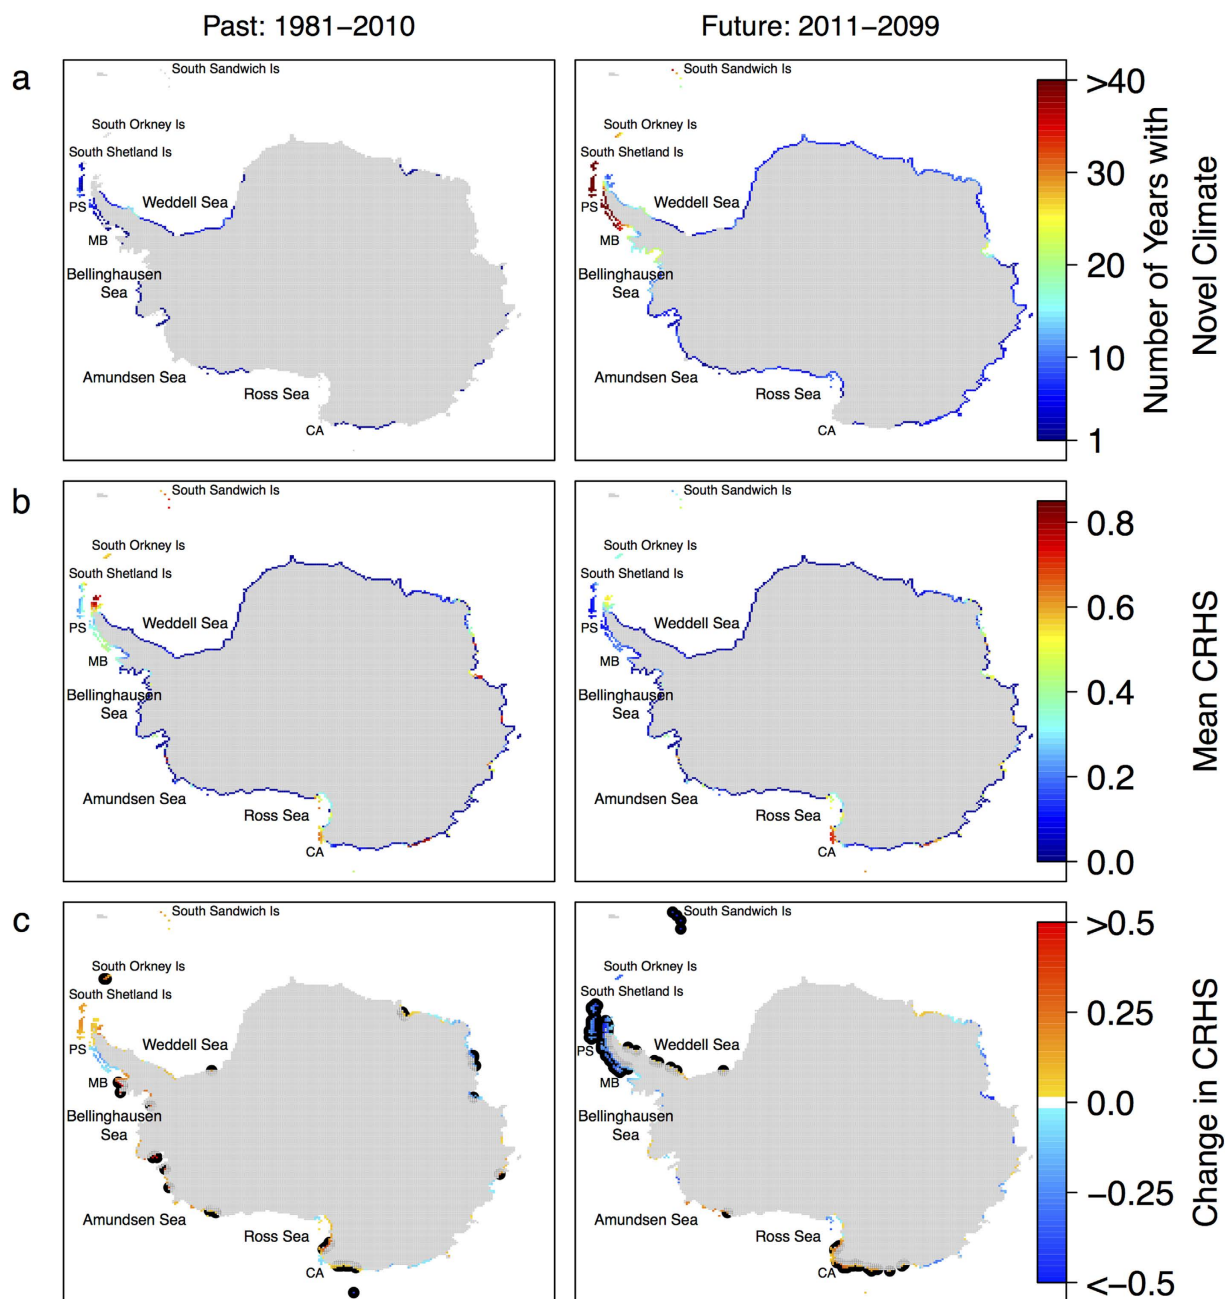 Past: 1981–2010
Future: 2011–2099
a
South Sandwich Is
South Orkney Is
South Shetland Is
PS
Weddell Sea
MB
Bellinghausen
Sea
Amundsen Sea
Ross Sea
CA
South Sandwich Is
South Orkney Is
South Shetland Is
PS
Weddell Sea
MB
Bellinghausen
Sea
Amundsen Sea
Ross Sea
CA
>40
30
20
10
1
Number of Years with
Novel Climate
b
South Sandwich Is
South Orkney Is
South Shetland Is
PS
Weddell Sea
MB
Bellinghausen
Sea
Amundsen Sea
Ross Sea
CA
South Sandwich Is
South Orkney Is
South Shetland Is
PS
Weddell Sea
MB
Bellinghausen
Sea
Amundsen Sea
Ross Sea
CA
0.8
0.6
0.4
0.2
0.0
Mean CRHS
c
South Sandwich Is
South Orkney Is
South Shetland Is
PS
Weddell Sea
MB
Bellinghausen
Sea
Amundsen Sea
Ross Sea
CA
South Sandwich Is
South Orkney Is
South Shetland Is
PS
Weddell Sea
MB
Bellinghausen
Sea
Amundsen Sea
Ross Sea
CA
>0.5
0.25
0.0
−0.25
<−0.5
Change in CRHS